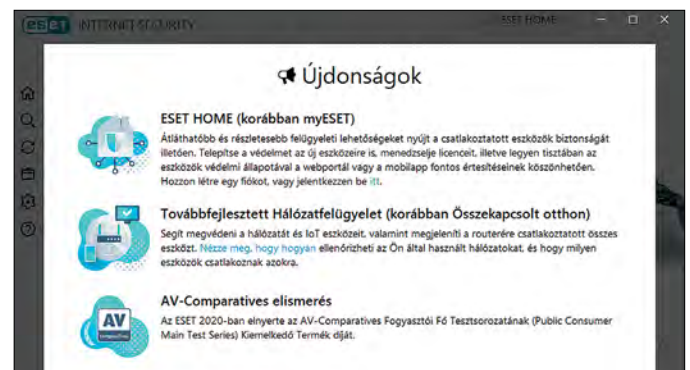 eset INTERNET SECURITY
ESET HOME
Újdonságok
ESET HOME (korábban myESET)
Átláthatóbb és részletesebb felügyeleti lehetőségeket nyújt a csatlakoztatott eszközök biztonságát
illetően. Telepítse a védelmet az új eszközeire is, menedzselje licenceit, illetve legyen tisztában az
eszközök védelmi állapotával a webportál vagy a mobilapp fontos értesítéseinek köszönhetően.
Hozzon létre egy fiókot, vagy jelentkezzen be itt.
Továbbfejlesztett Hálózatfelügyelet (korábban Összekapcsolt otthon)
Segít megvédeni a hálózatát és IoT eszközeit, valamint megjeleníti a routerére csatlakoztatott összes
eszközt. Nézze meg, hogy hogyan ellenőrizheti az Ön által használt hálózatokat, és hogy milyen
eszközök csatlakoznak azokra.
AV-Comparatives elismerés
AV
comparatives
Az ESET 2020-ban elnyerte az AV-Comparatives Fogyasztói Fő Tesztsorozatának (Public Consumer
Main Test Series) Kiemelkedő Termék díját.